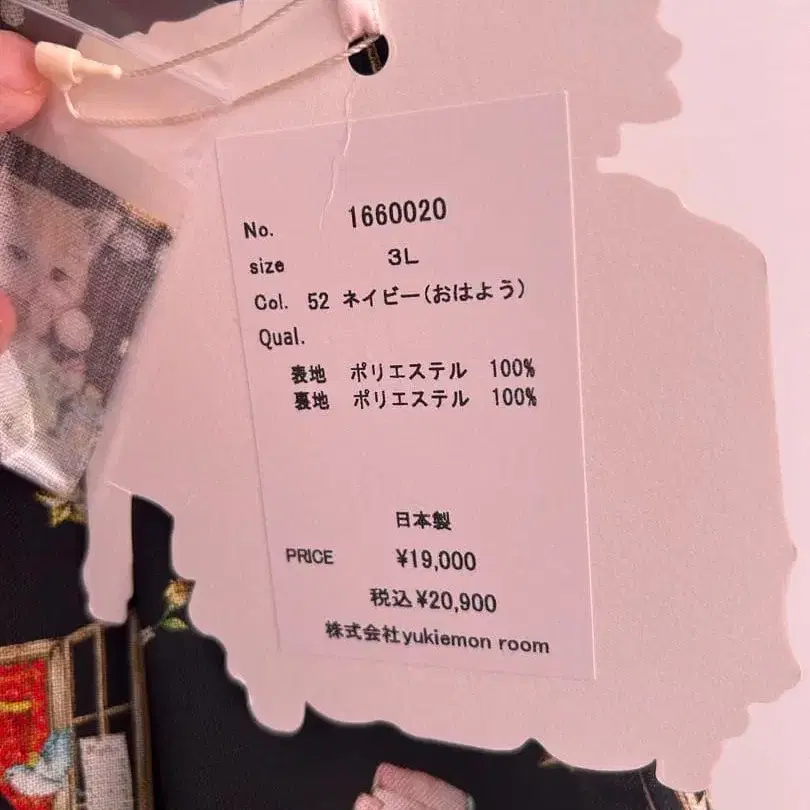 No. 1660020
size 3L
Col. 52 ネイビー(おはよう)
Qual.
表地 ポリエステル 100%
裏地 ポリエステル 100%
日本製
PRICE ¥19,000
税込¥20,900
株式会社yukiemon room